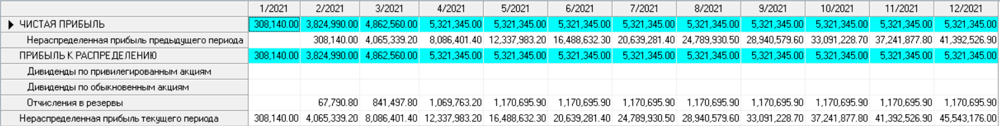 1/2021 2/2021 3/2021 4/2021 5/2021 6/2021 7/2021 8/2021 9/2021 10/2021 11/2021 12/2021
ЧИСТАЯ ПРИБЫЛЬ 308,140.00 3,824,990.00 4,862,560.00 5,321,345.00 5,321,345.00 5,321,345.00 5,321,345.00 5,321,345.00 5,321,345.00 5,321,345.00 5,321,345.00 5,321,345.00
Нераспределенная прибыль предыдущего периода 308,140.00 4,065,339.20 8,086,401.40 12,337,983.20 16,488,632.30 20,639,281.40 24,789,930.50 28,940,579.60 33,091,228.70 37,241,877.80 41,392,526.90
ПРИБЫЛЬ К РАСПРЕДЕЛЕНИЮ 308,140.00 3,824,990.00 4,862,560.00 5,321,345.00 5,321,345.00 5,321,345.00 5,321,345.00 5,321,345.00 5,321,345.00 5,321,345.00 5,321,345.00 5,321,345.00
Дивиденды по привилегированным акциям
Дивиденды по обыкновенным акциям
Отчисления в резервы 67,790.80 841,497.80 1,069,763.20 1,170,695.90 1,170,695.90 1,170,695.90 1,170,695.90 1,170,695.90 1,170,695.90 1,170,695.90 1,170,695.90
Нераспределенная прибыль текущего периода 308,140.00 4,065,339.20 8,086,401.40 12,337,983.20 16,488,632.30 20,639,281.40 24,789,930.50 28,940,579.60 33,091,228.70 37,241,877.80 41,392,526.90 45,543,176.00